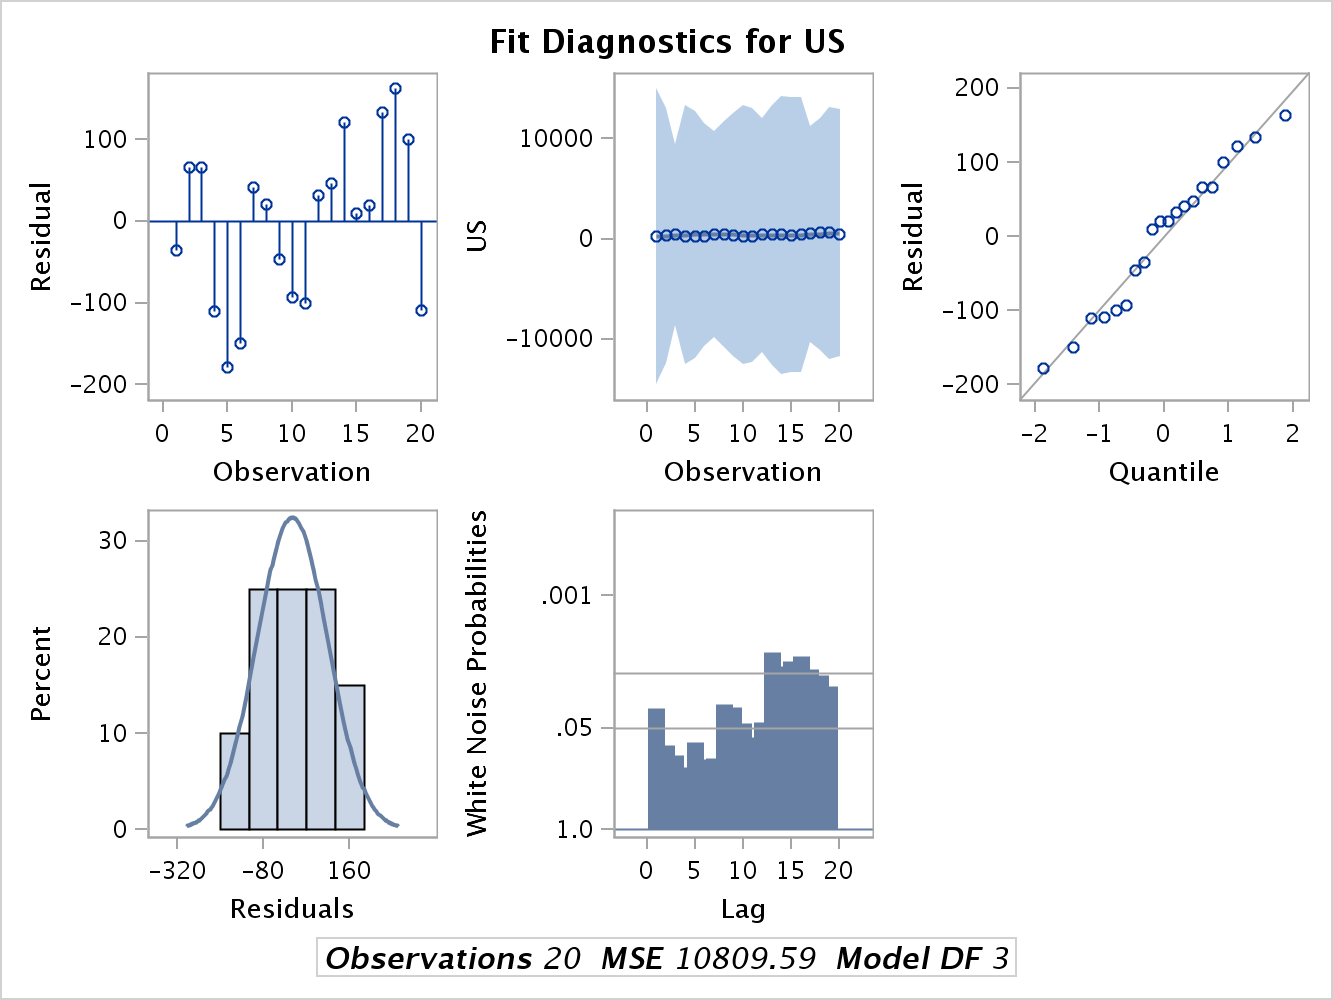 Fit Diagnostics for US
Residual
100
0
−100
−200
0 5 10 15 20
Observation
US
10000
0
−10000
0 5 10 15 20
Observation
Residual
200
100
0
−100
−200
−2 −1 0 1 2
Quantile
Percent
30
20
10
0
−320 −80 160
Residuals
White Noise Probabilities
.001
.05
1.0
0 5 10 15 20
Lag
Observations 20 MSE 10809.59 Model DF 3